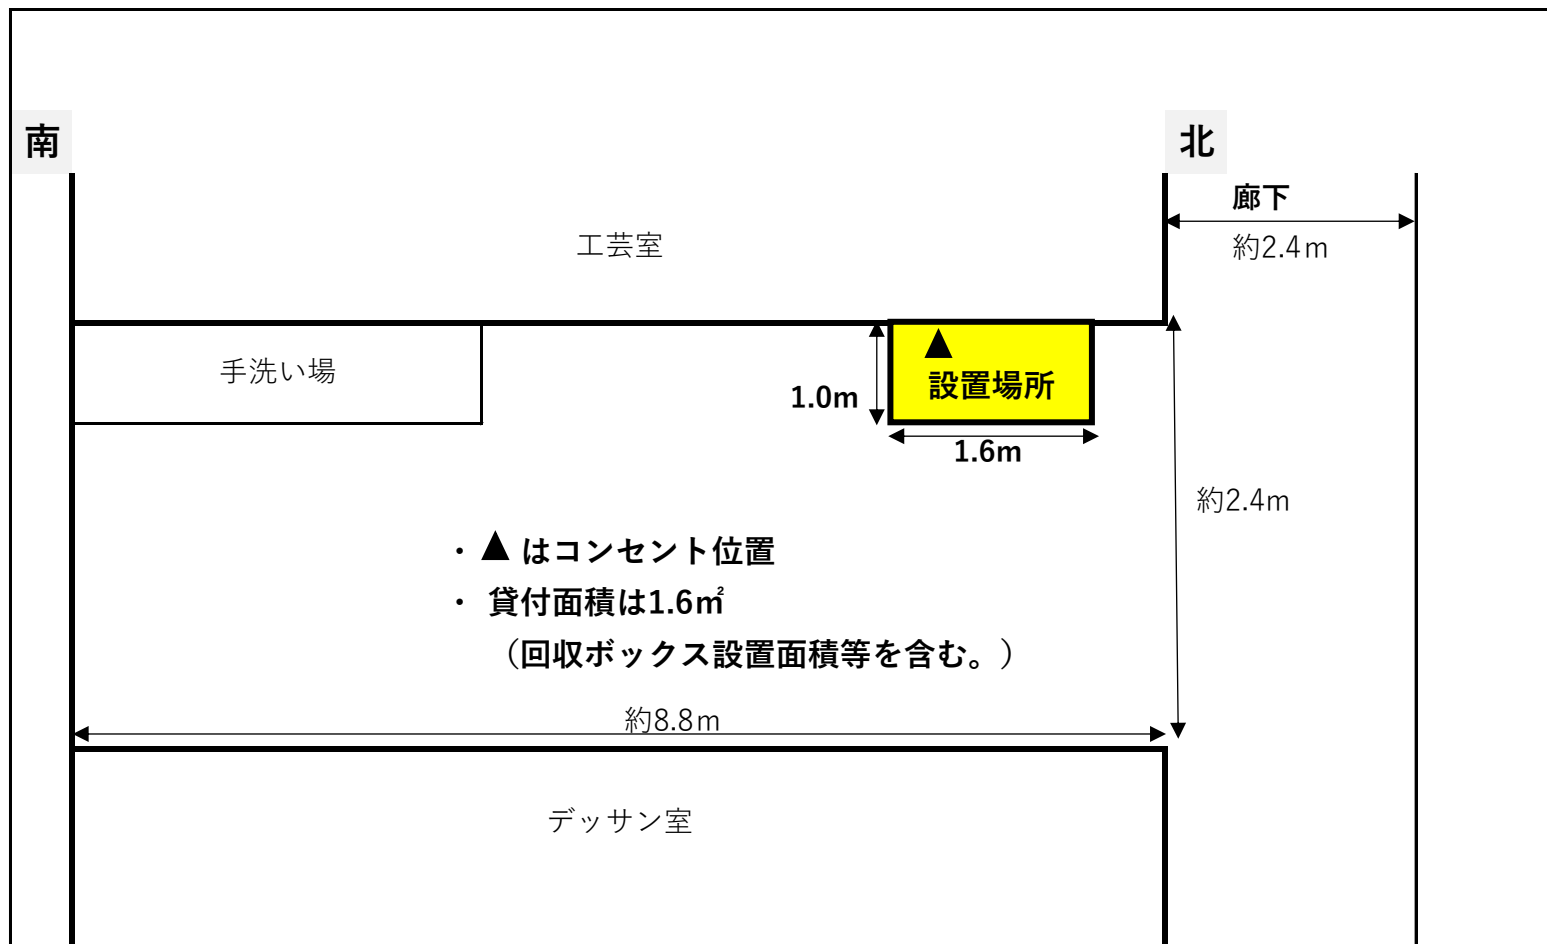 南
北
廊下
約2.4m
工芸室
手洗い場
▲
設置場所
1.0m
1.6m
約2.4m
・▲ はコンセント位置
・ 貸付面積は1.6㎡
（回収ボックス設置面積等を含む。）
約8.8m
デッサン室